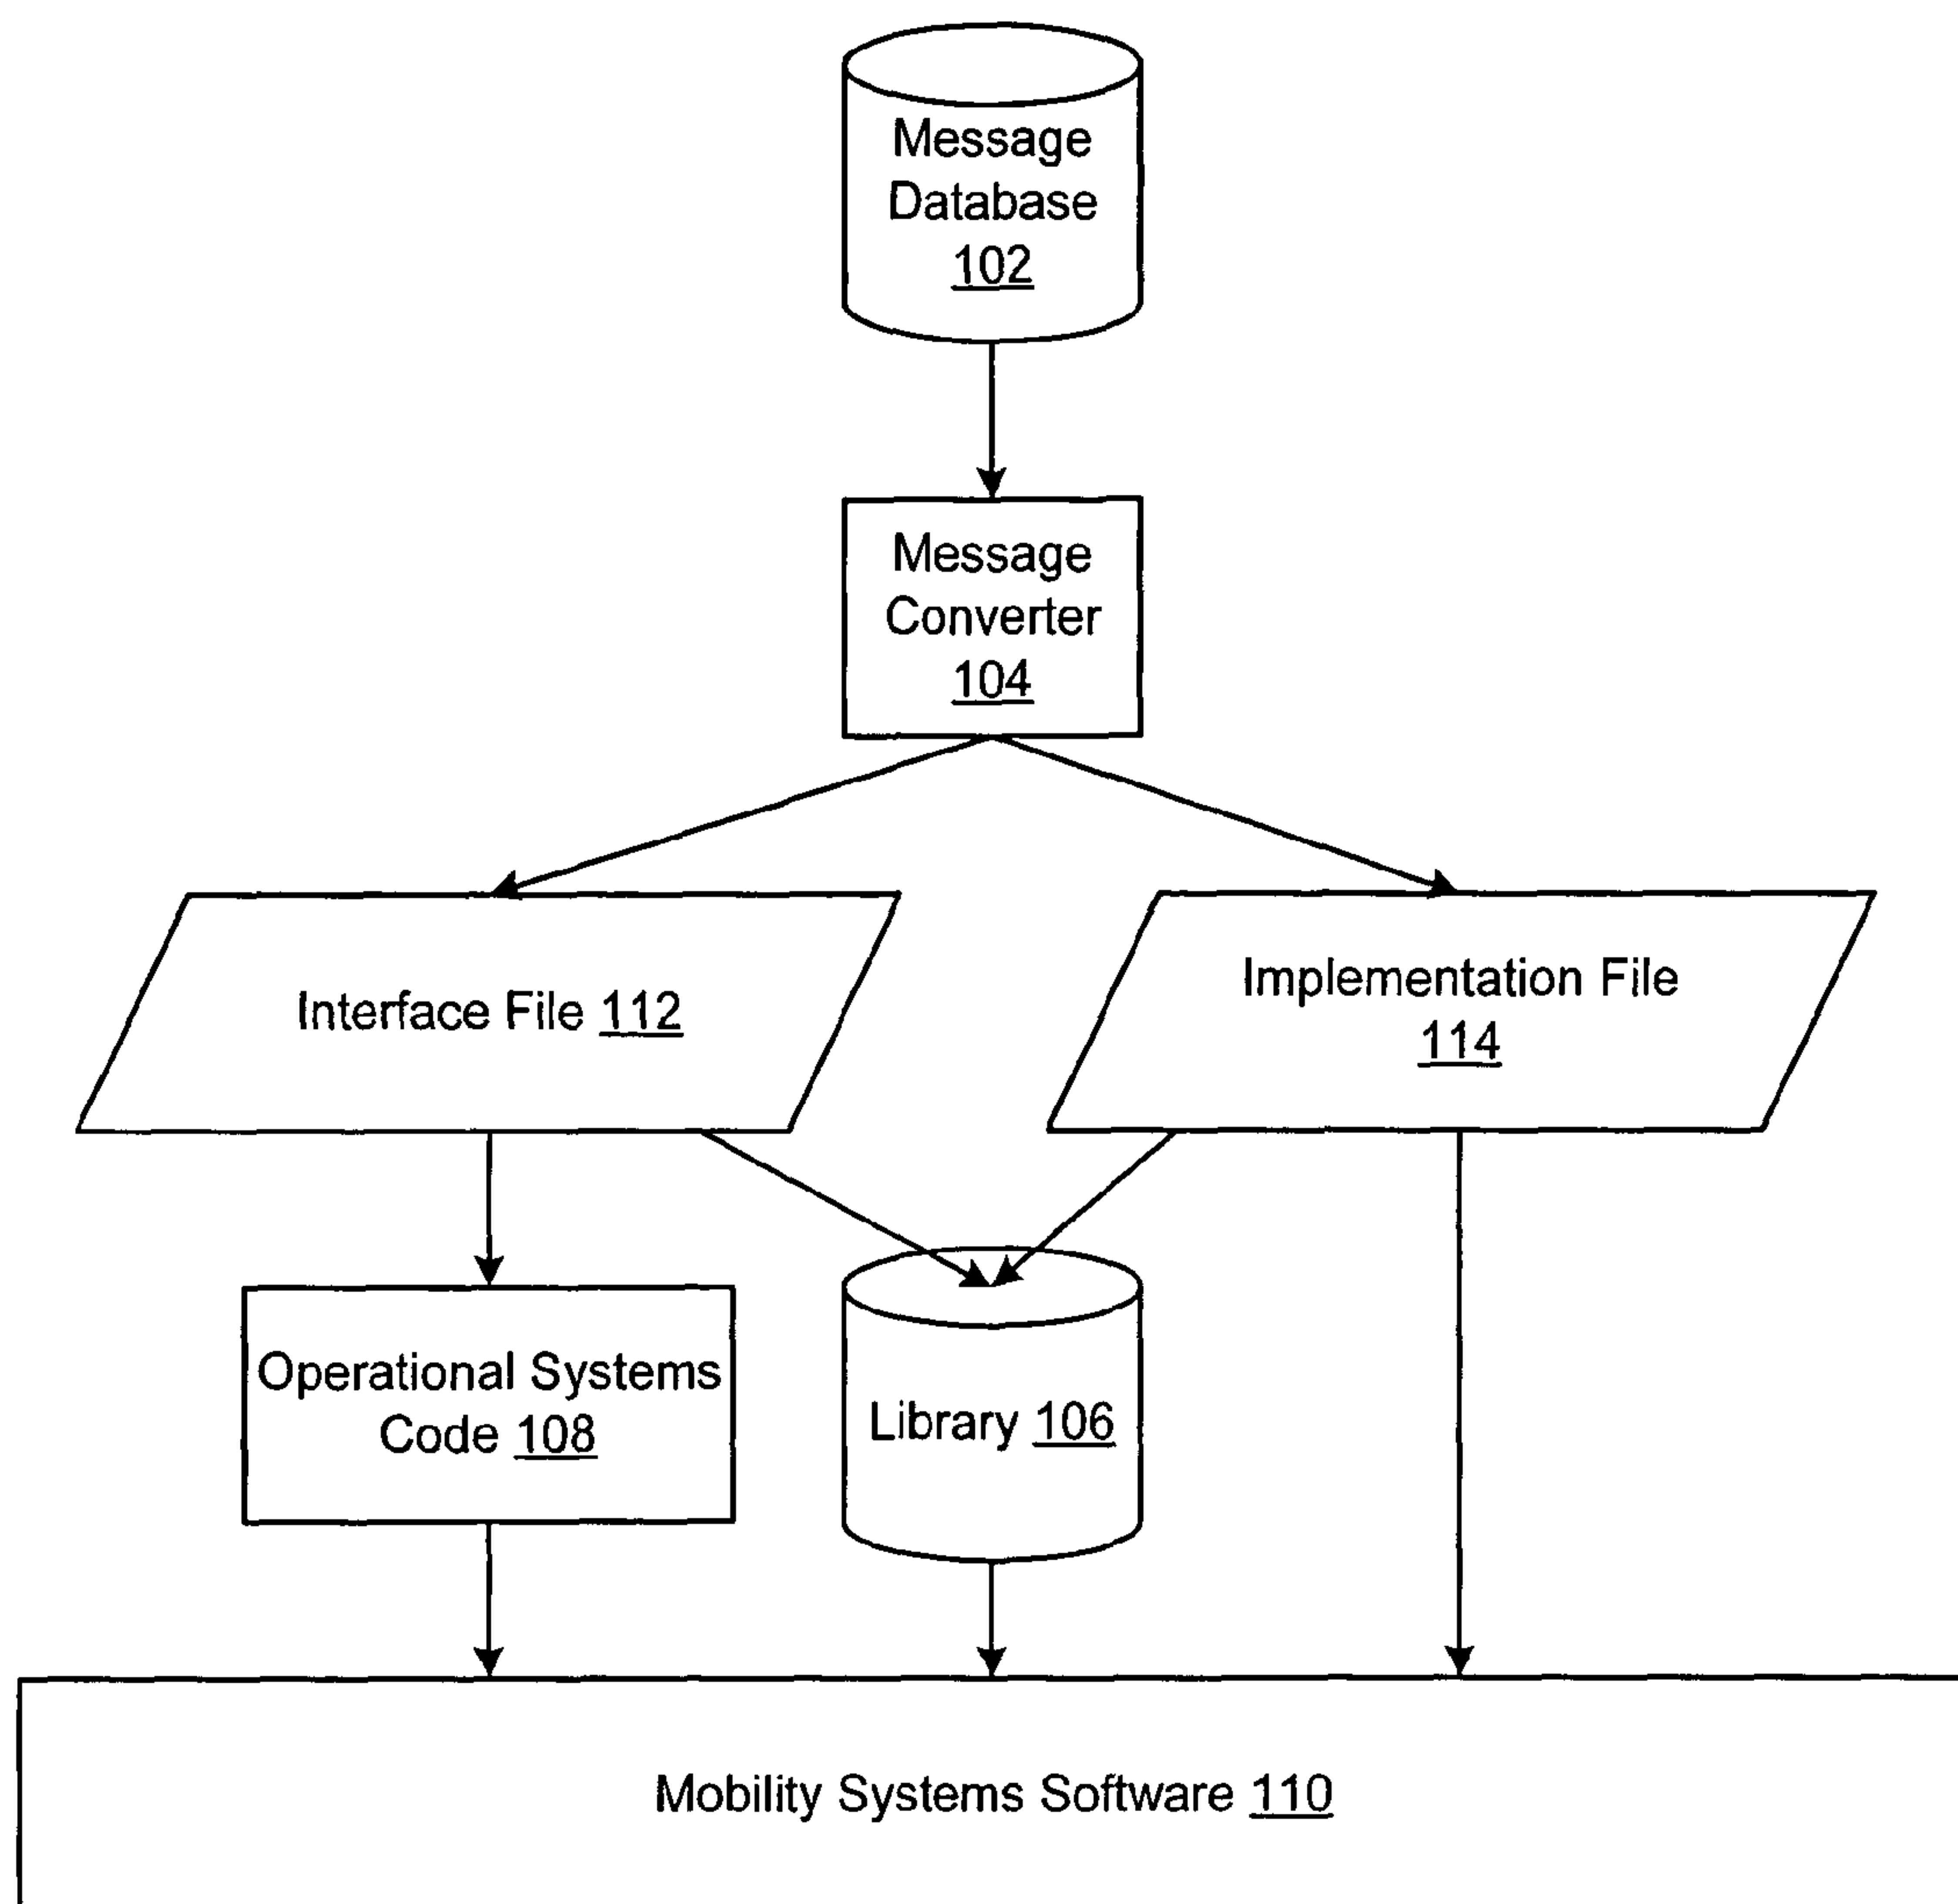 Message
Database
102
Message
Converter
104
Interface File 112
Implementation File
114
Operational Systems
Code 108
Library 106
Mobility Systems Software 110